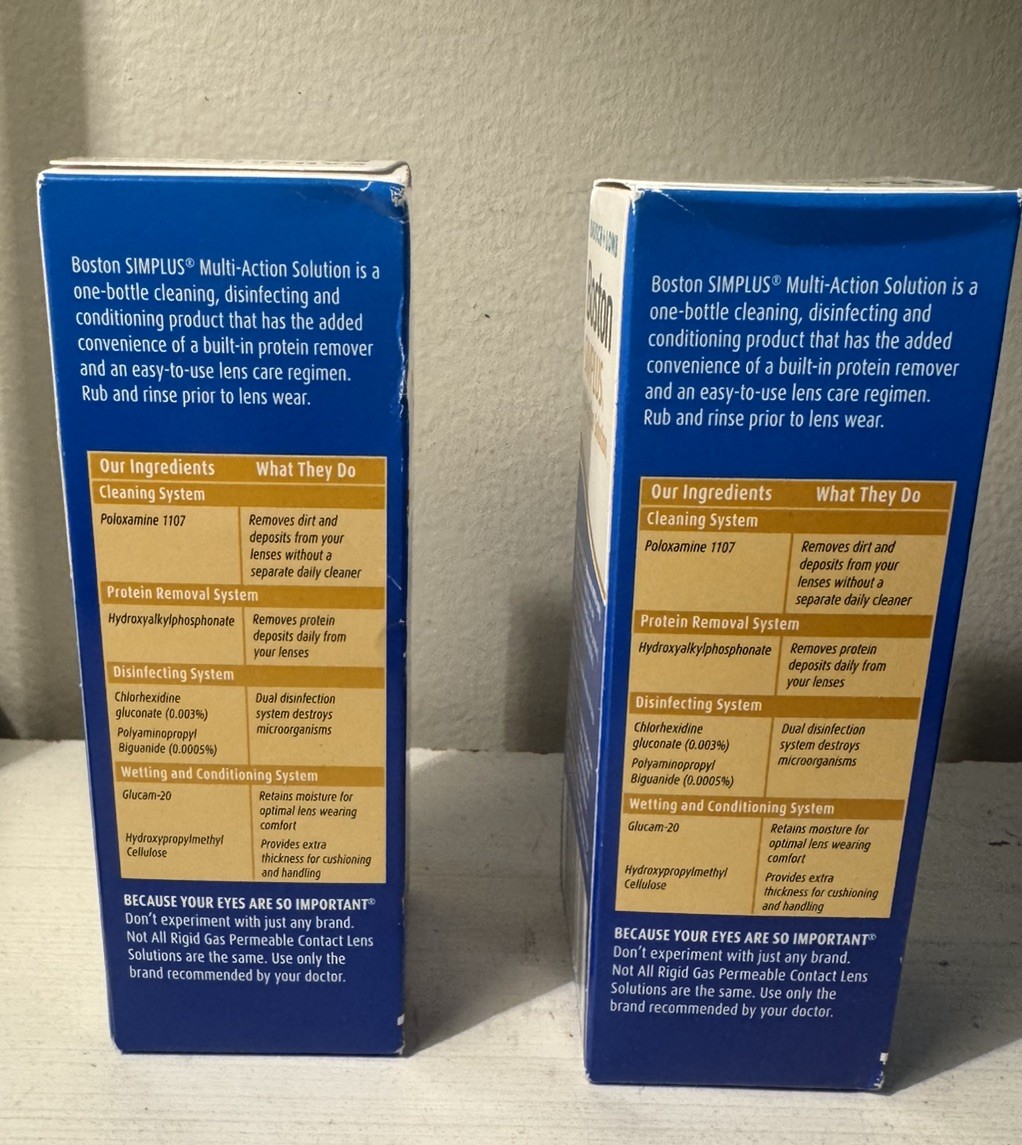 Boston SIMPLUS® Multi-Action Solution is a
one-bottle cleaning, disinfecting and
conditioning product that has the added
convenience of a built-in protein remover
and an easy-to-use lens care regimen.
Rub and rinse prior to lens wear.
Our Ingredients What They Do
Cleaning System
Poloxamine 1107 Removes dirt and
deposits from your
lenses without a
separate daily cleaner
Protein Removal System
Hydroxyalkylphosphonate Removes protein
deposits daily from
your lenses
Disinfecting System
Chlorhexidine Dual disinfection
gluconate (0.003%) system destroys
Polyaminopropyl microorganisms
Biguanide (0.0005%)
Wetting and Conditioning System
Glucam-20 Retains moisture for
optimal lens wearing
comfort
Hydroxypropylmethyl Provides extra
Cellulose thickness for cushioning
and handling
BECAUSE YOUR EYES ARE SO IMPORTANT®
Don't experiment with just any brand.
Not All Rigid Gas Permeable Contact Lens
Solutions are the same. Use only the
brand recommended by your doctor.
BAUSCH + LOMB
Boston
SIMPLUS
Boston SIMPLUS® Multi-Action Solution is a
one-bottle cleaning, disinfecting and
conditioning product that has the added
convenience of a built-in protein remover
and an easy-to-use lens care regimen.
Rub and rinse prior to lens wear.
Our Ingredients What They Do
Cleaning System
Poloxamine 1107 Removes dirt and
deposits from your
lenses without a
separate daily cleaner
Protein Removal System
Hydroxyalkylphosphonate Removes protein
deposits daily from
your lenses
Disinfecting System
Chlorhexidine Dual disinfection
gluconate (0.003%) system destroys
Polyaminopropyl microorganisms
Biguanide (0.0005%)
Wetting and Conditioning System
Glucam-20 Retains moisture for
optimal lens wearing
comfort
Hydroxypropylmethyl Provides extra
Cellulose thickness for cushioning
and handling
BECAUSE YOUR EYES ARE SO IMPORTANT®
Don't experiment with just any brand.
Not All Rigid Gas Permeable Contact Lens
Solutions are the same. Use only the
brand recommended by your doctor.